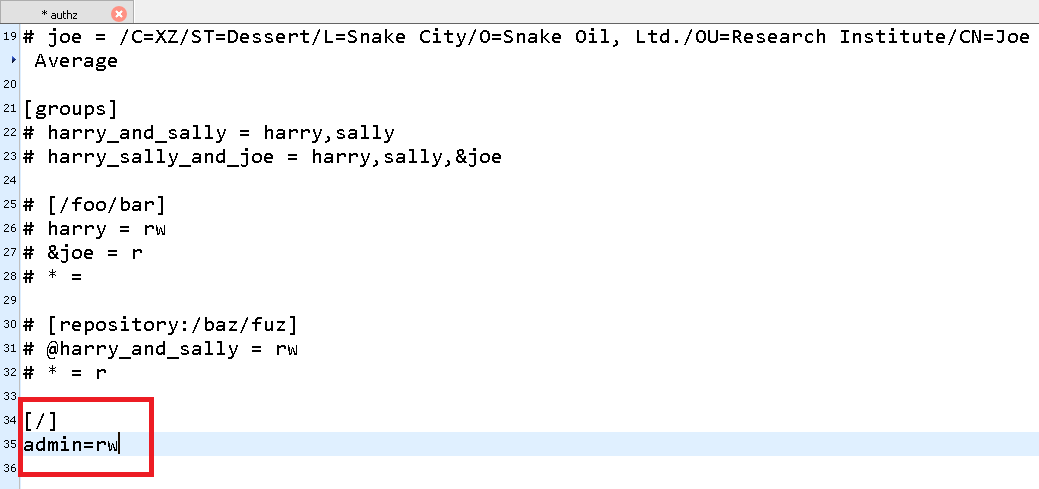 * authz
19 # joe = /C=XZ/ST=Dessert/L=Snake City/O=Snake Oil, Ltd./OU=Research Institute/CN=Joe
Average
20
21 [groups]
22 # harry_and_sally = harry,sally
23 # harry_sally_and_joe = harry,sally,&joe
24
25 # [/foo/bar]
26 # harry = rw
27 # &joe = r
28 # * =
29
30 # [repository:/baz/fuz]
31 # @harry_and_sally = rw
32 # * = r
33
34 [/]
35 admin=rw
36